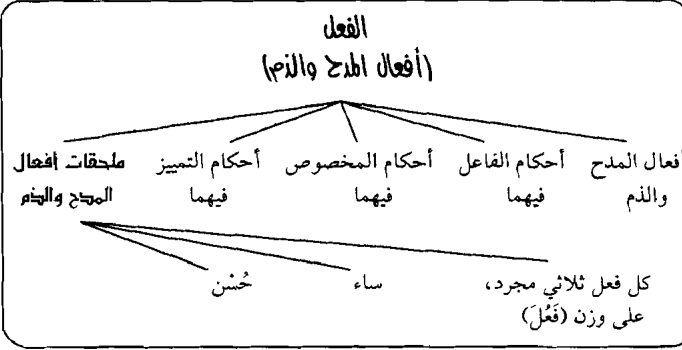 الفعل
(أفعال المدح والذم)
أفعال المدح
والذم
أحكام الفاعل
فيهما
أحكام المخصوص
فيهما
أحكام التمييز
فيهما
ملحقات أفعال
المدح والذم
كل فعل ثلاثي مجرد،
على وزن (فَعُلَ)
ساء
حُسْن